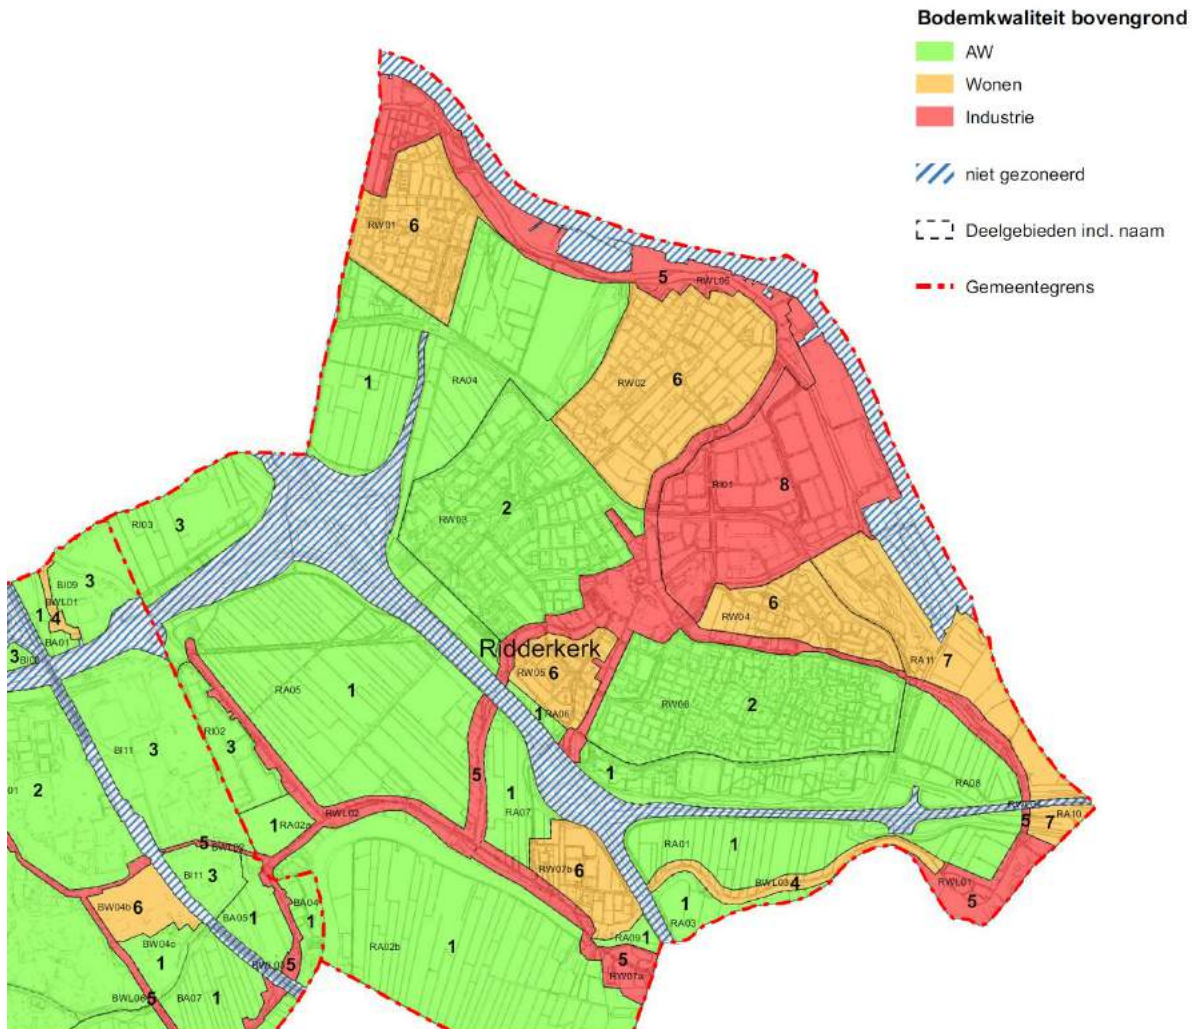 Bodemkwaliteit bovengrond
AW
Wonen
Industrie
niet gezoneerd
Deelgebieden incl. naam
Gemeentegrens
RW01 6
5
RWL06
1
RA04
RW02 6
RI01 8
RW03 2
RI03 3
BI09 3
BWL01
1 4
BA01
3
6
RW04
Ridderkerk
RW05 6
RA11 7
1 RA06
RA05 1
RW06 2
RI02
3
BI11 3
01 2
5
1
RA07
1
RA08
RA10
5 7
RWL02
1 RA02a
5
BI11 3
RA01 1
RW07b 6
BWL03 4
RWL01
5
1
RA03
BW04b 6
BA05 1
BA04
1
BW04c
1
RA02b 1
RA09 1
5
RW07a
5
BWL06 5
BA07 1